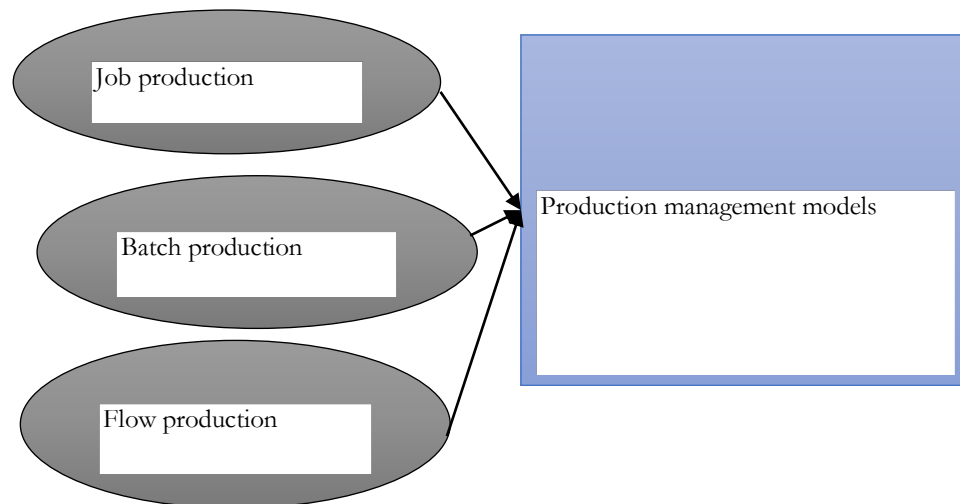 Job production
Production management models
Batch production
Flow production